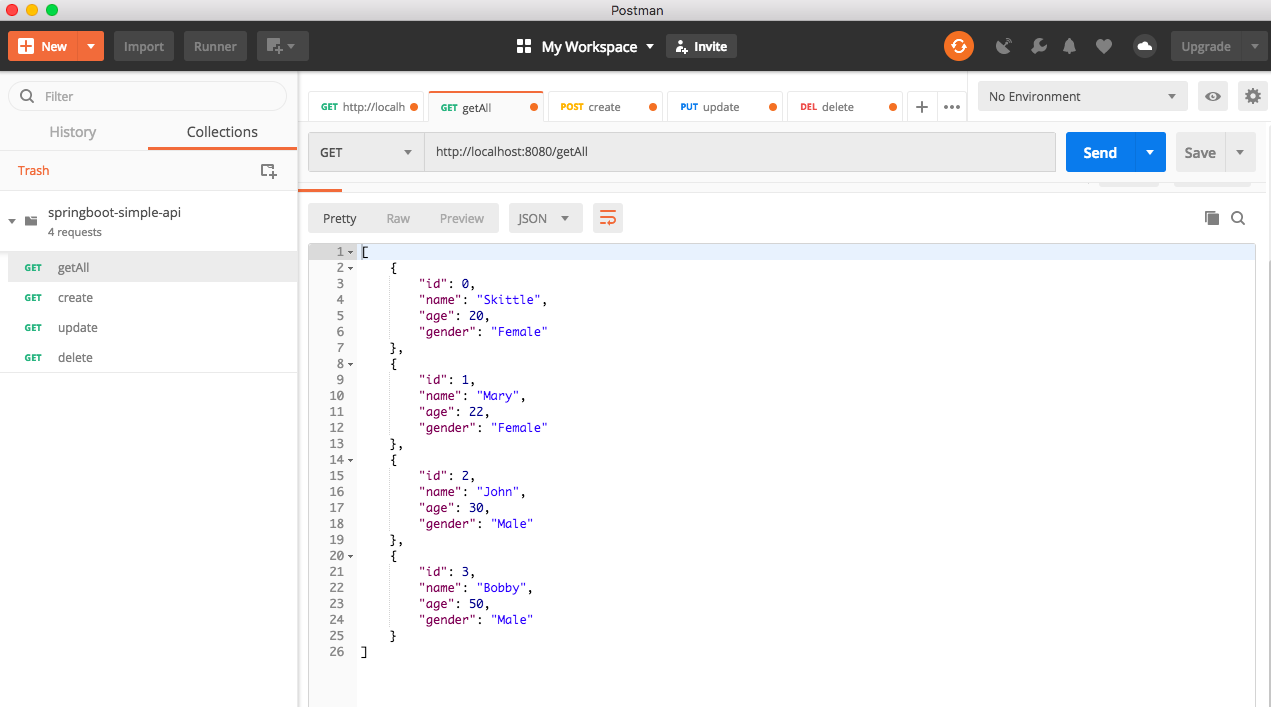 Postman
New Import Runner My Workspace Invite Upgrade
Filter
History Collections
Trash
springboot-simple-api
4 requests
GET getAll
GET create
GET update
GET delete
GET http://localh GET getAll POST create PUT update DEL delete No Environment
GET http://localhost:8080/getAll Send Save
Pretty Raw Preview JSON
1 [
2 {
3 "id": 0,
4 "name": "Skittle",
5 "age": 20,
6 "gender": "Female"
7 },
8 {
9 "id": 1,
10 "name": "Mary",
11 "age": 22,
12 "gender": "Female"
13 },
14 {
15 "id": 2,
16 "name": "John",
17 "age": 30,
18 "gender": "Male"
19 },
20 {
21 "id": 3,
22 "name": "Bobby",
23 "age": 50,
24 "gender": "Male"
25 }
26 ]